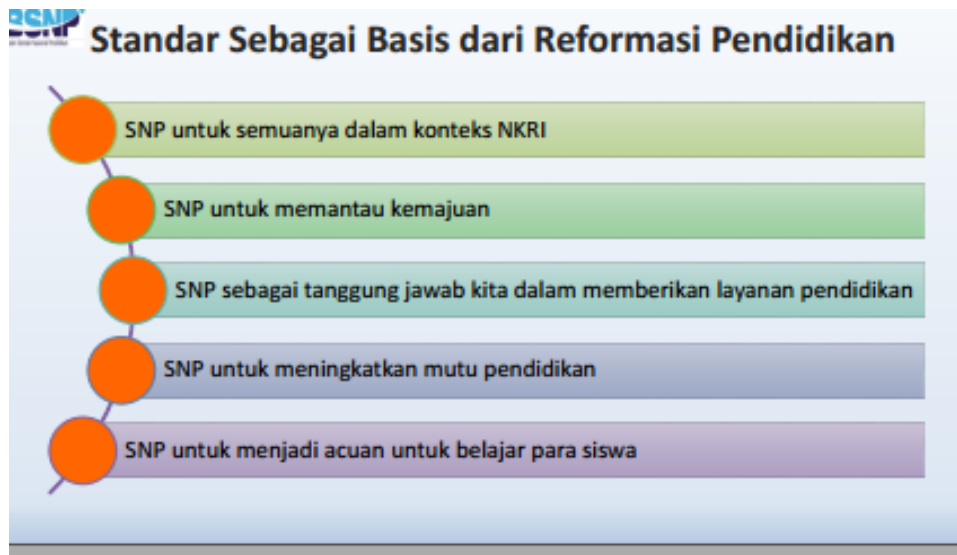 BSNP
Standar Sebagai Basis dari Reformasi Pendidikan
SNP untuk semuanya dalam konteks NKRI
SNP untuk memantau kemajuan
SNP sebagai tanggung jawab kita dalam memberikan layanan pendidikan
SNP untuk meningkatkan mutu pendidikan
SNP untuk menjadi acuan untuk belajar para siswa